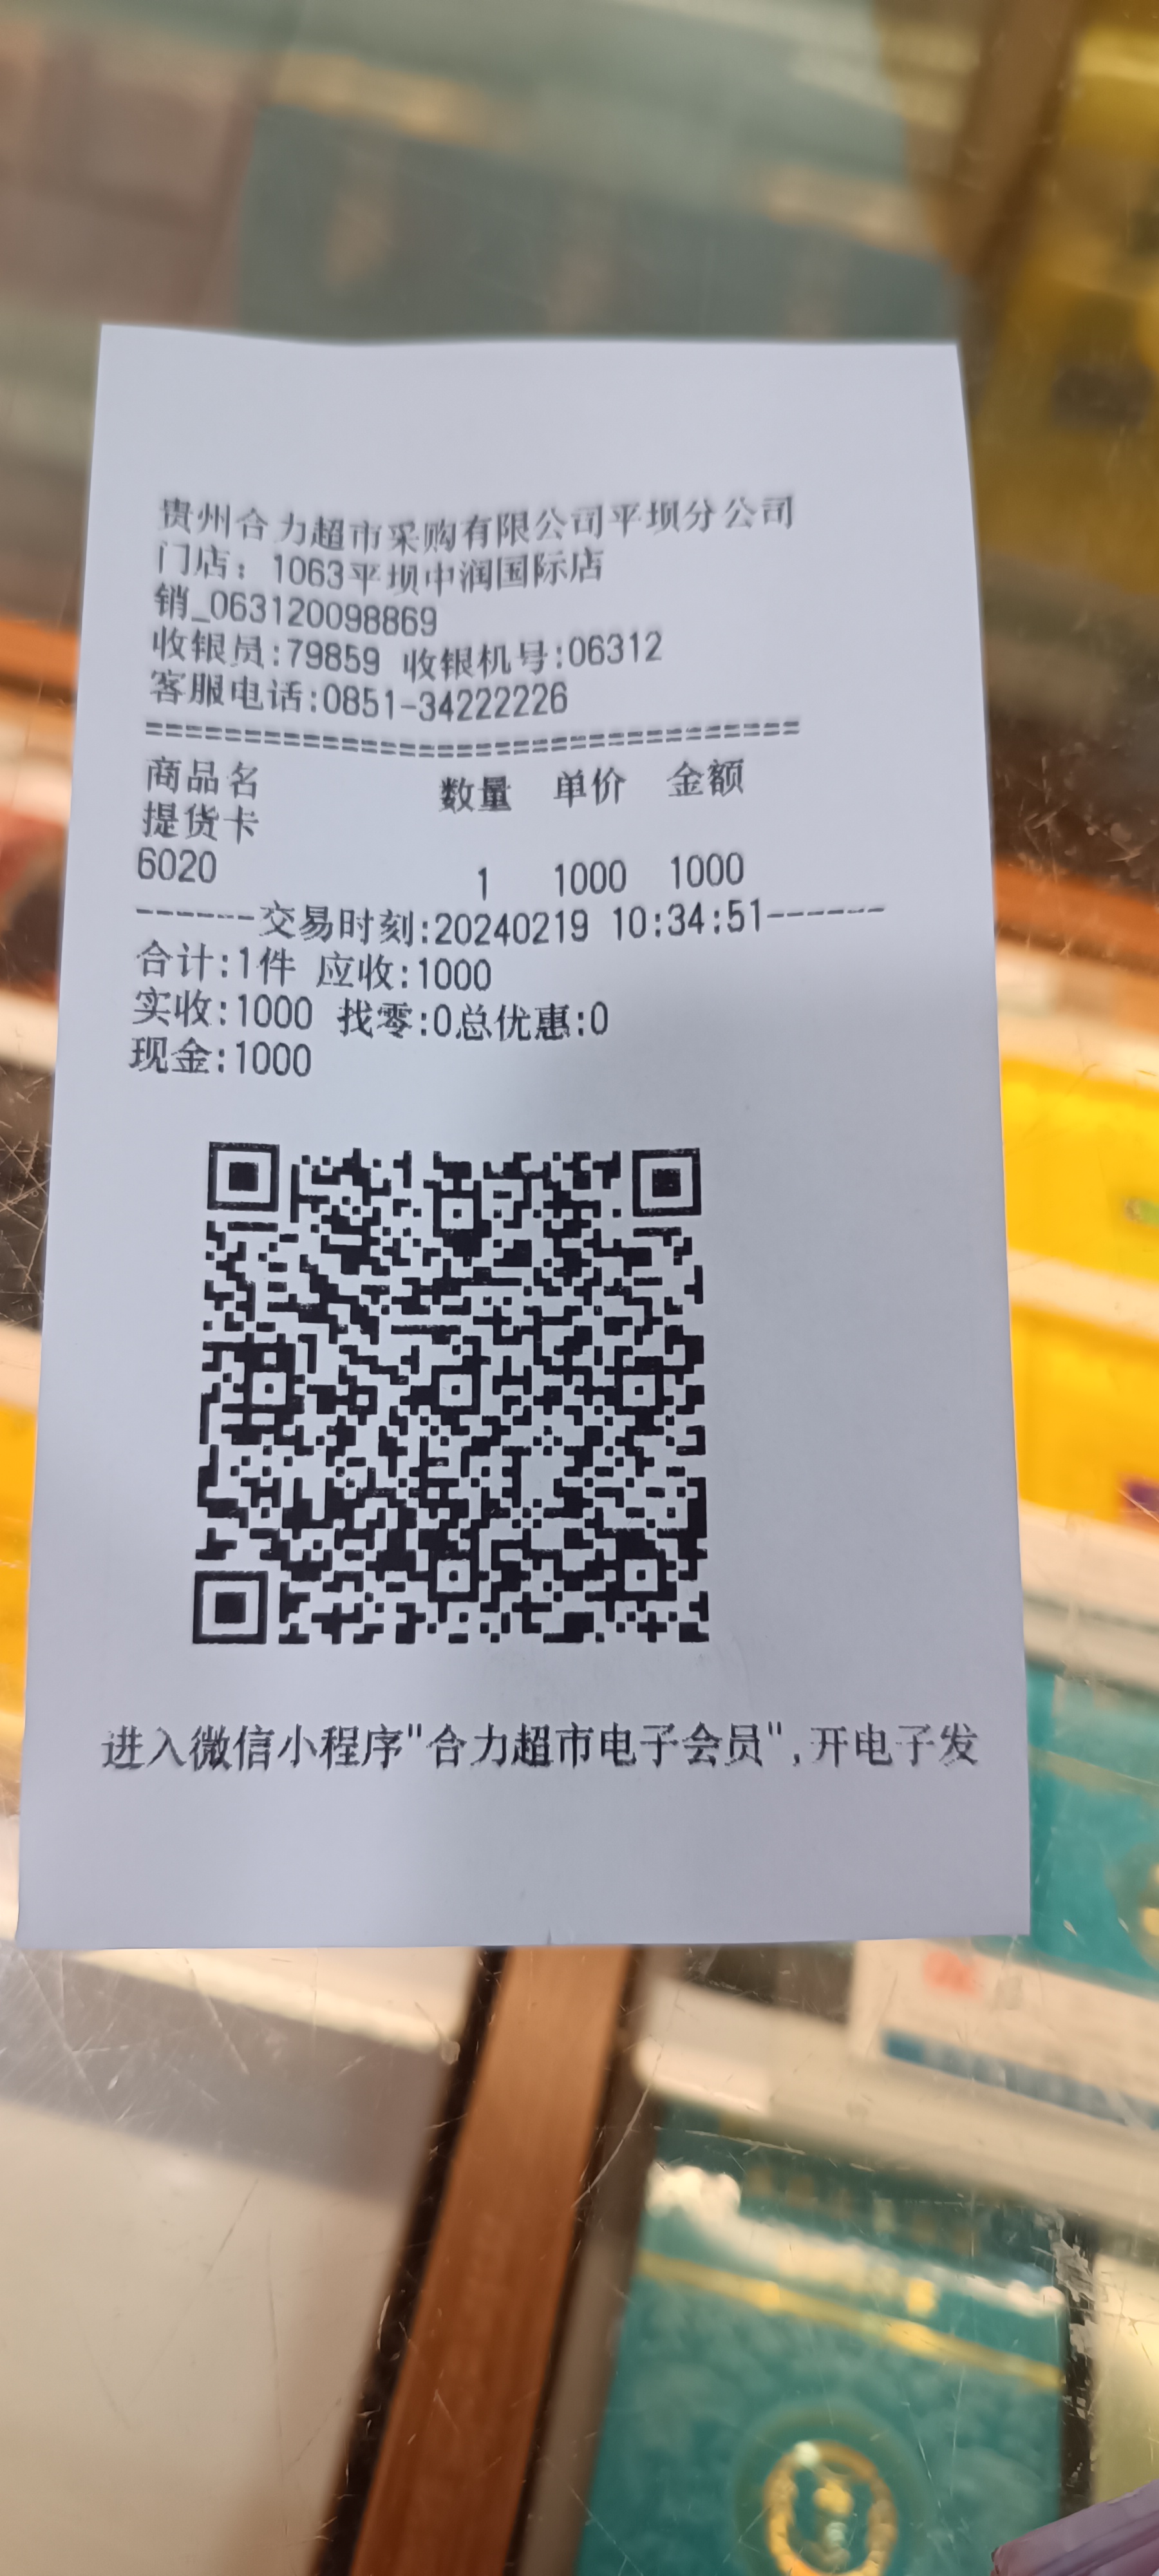 贵州合力超市采购有限公司平坝分公司
门店：1063平坝中润国际店
销_063120098869
收银员:79859 收银机号:06312
客服电话:0851-34222226
========================================
商品名 数量 单价 金额
提货卡
6020 1 1000 1000
-------交易时刻:20240219 10:34:51-------
合计:1件 应收:1000
实收:1000 找零:0总优惠:0
现金:1000
进入微信小程序"合力超市电子会员",开电子发